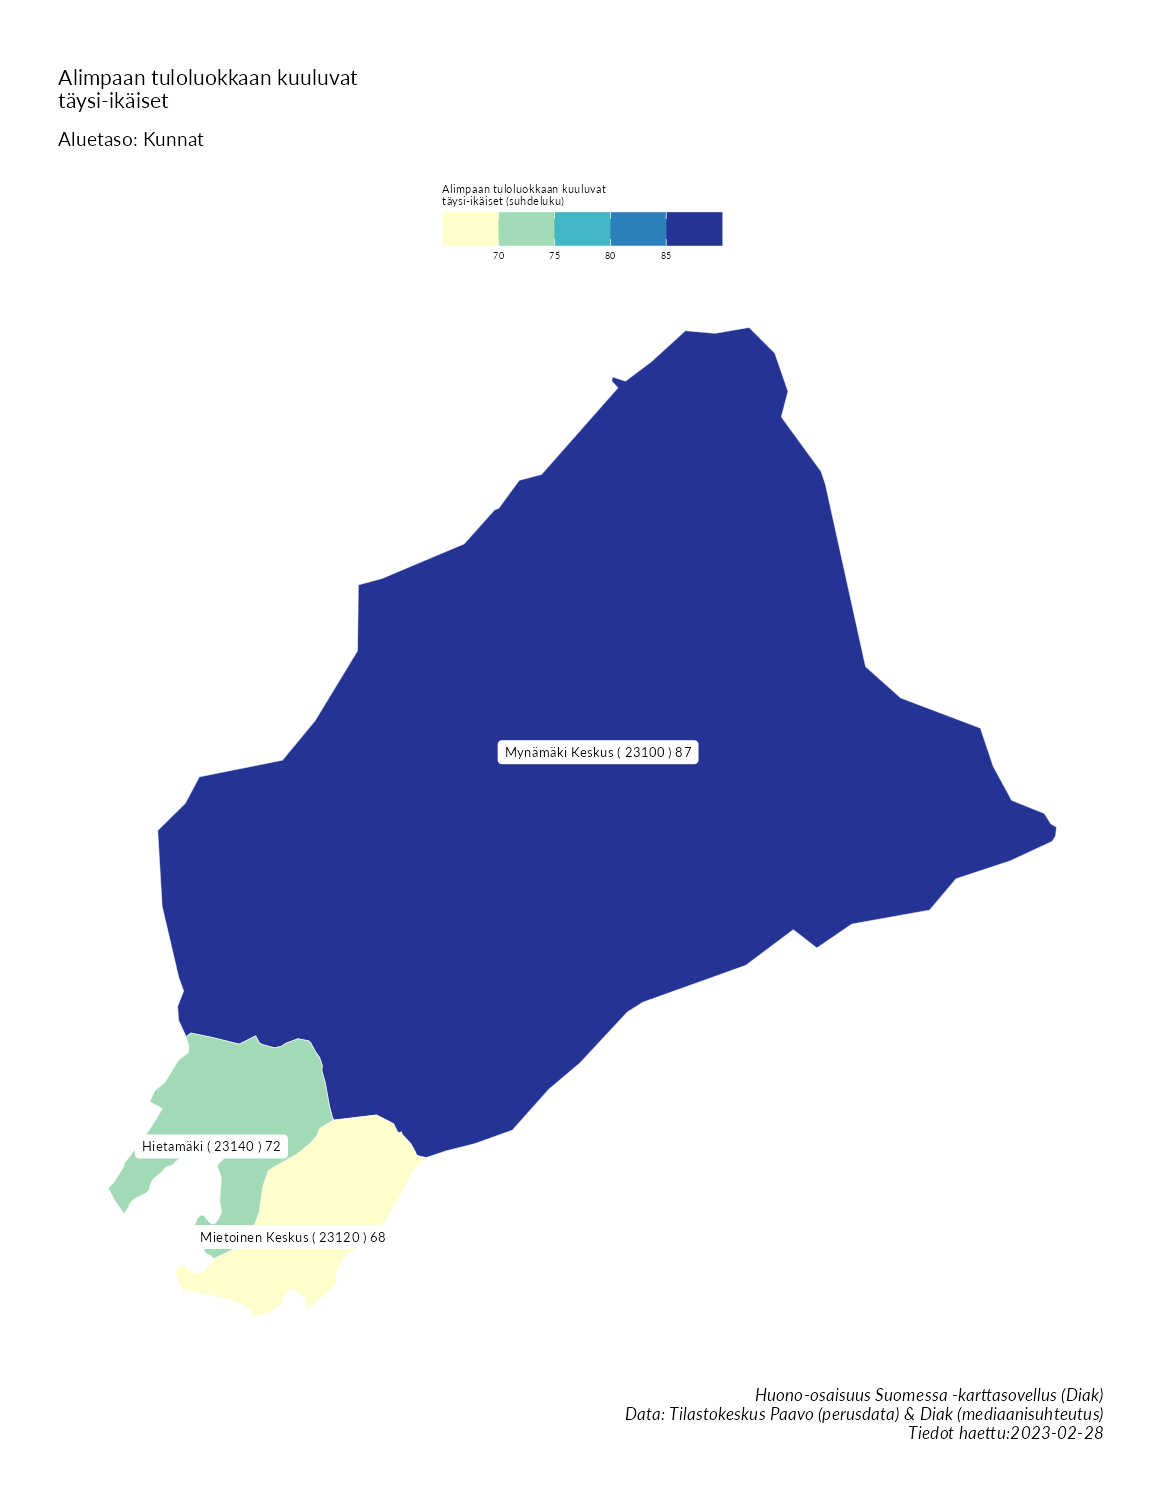 Alimpaan tuloluokkaan kuuluvat
täysi-ikäiset
Aluetaso: Kunnat
Alimpaan tuloluokkaan kuuluvat
täysi-ikäiset (suhdeluku)
70 75 80 85
Mynämäki Keskus ( 23100 ) 87
Hietamäki ( 23140 ) 72
Mietoinen Keskus ( 23120 ) 68
Huono-osaisuus Suomessa -karttasovellus (Diak)
Data: Tilastokeskus Paavo (perusdata) & Diak (mediaanisuhteutus)
Tiedot haettu:2023-02-28